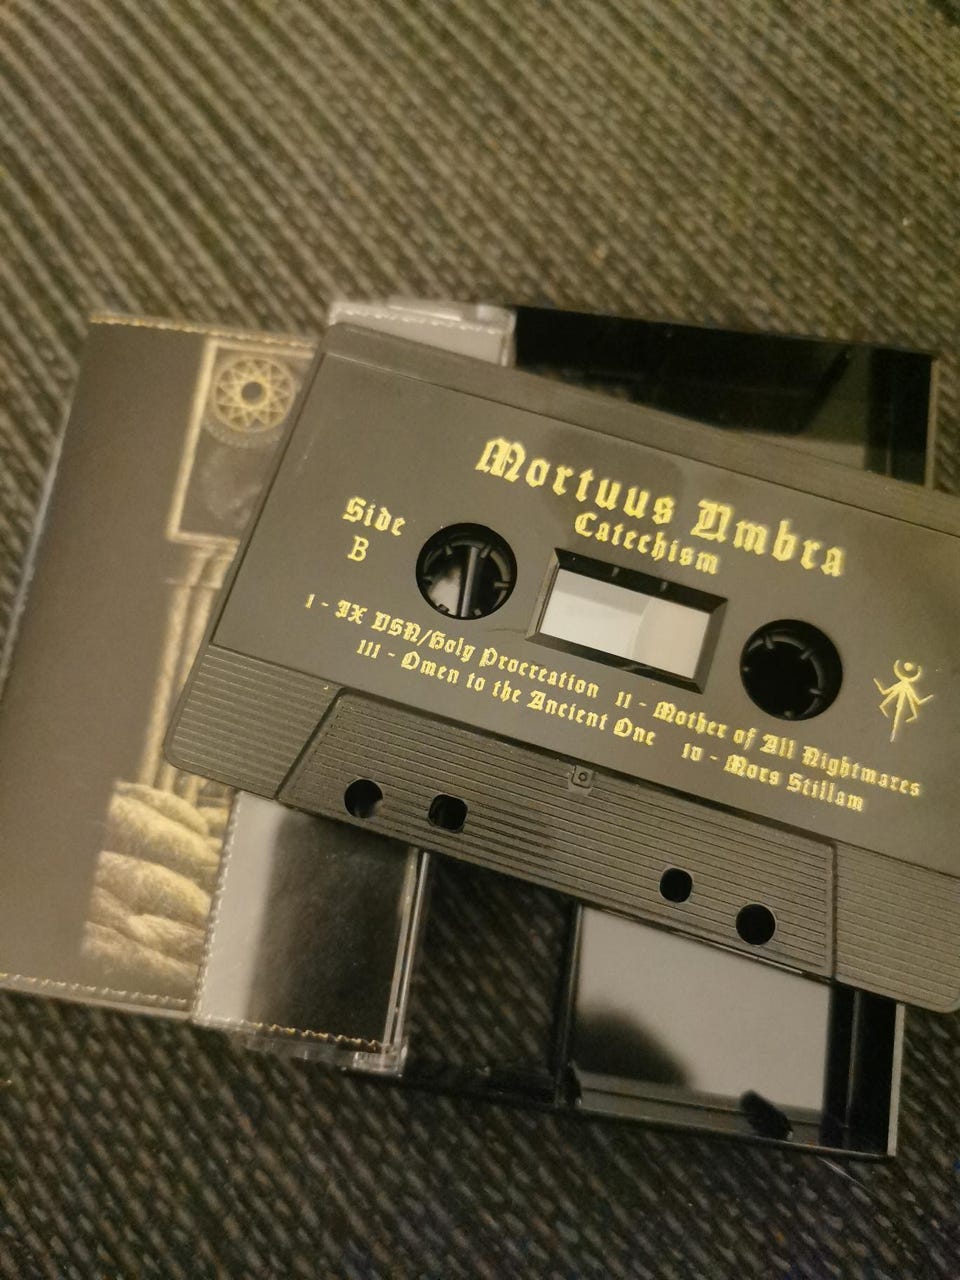 Mortuus Umbra
Catechism
Side
B
I - IX DSN/Holy Procreation II - Mother of All Nightmares
III - Omen to the Ancient One IV - Mors Stillam